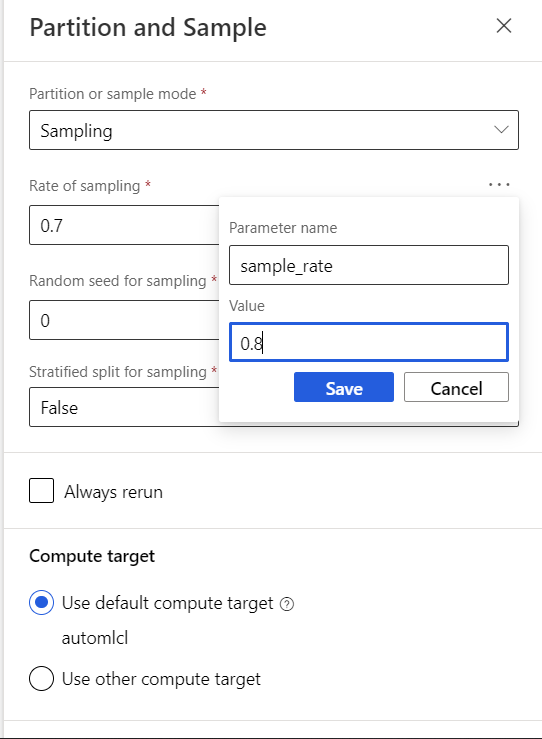 Partition and Sample
Partition or sample mode *
Sampling
Rate of sampling *
0.7
Parameter name
sample_rate
Value
0.8
Save Cancel
Random seed for sampling *
0
Stratified split for sampling *
False
Always rerun
Compute target
Use default compute target
automlcl
Use other compute target